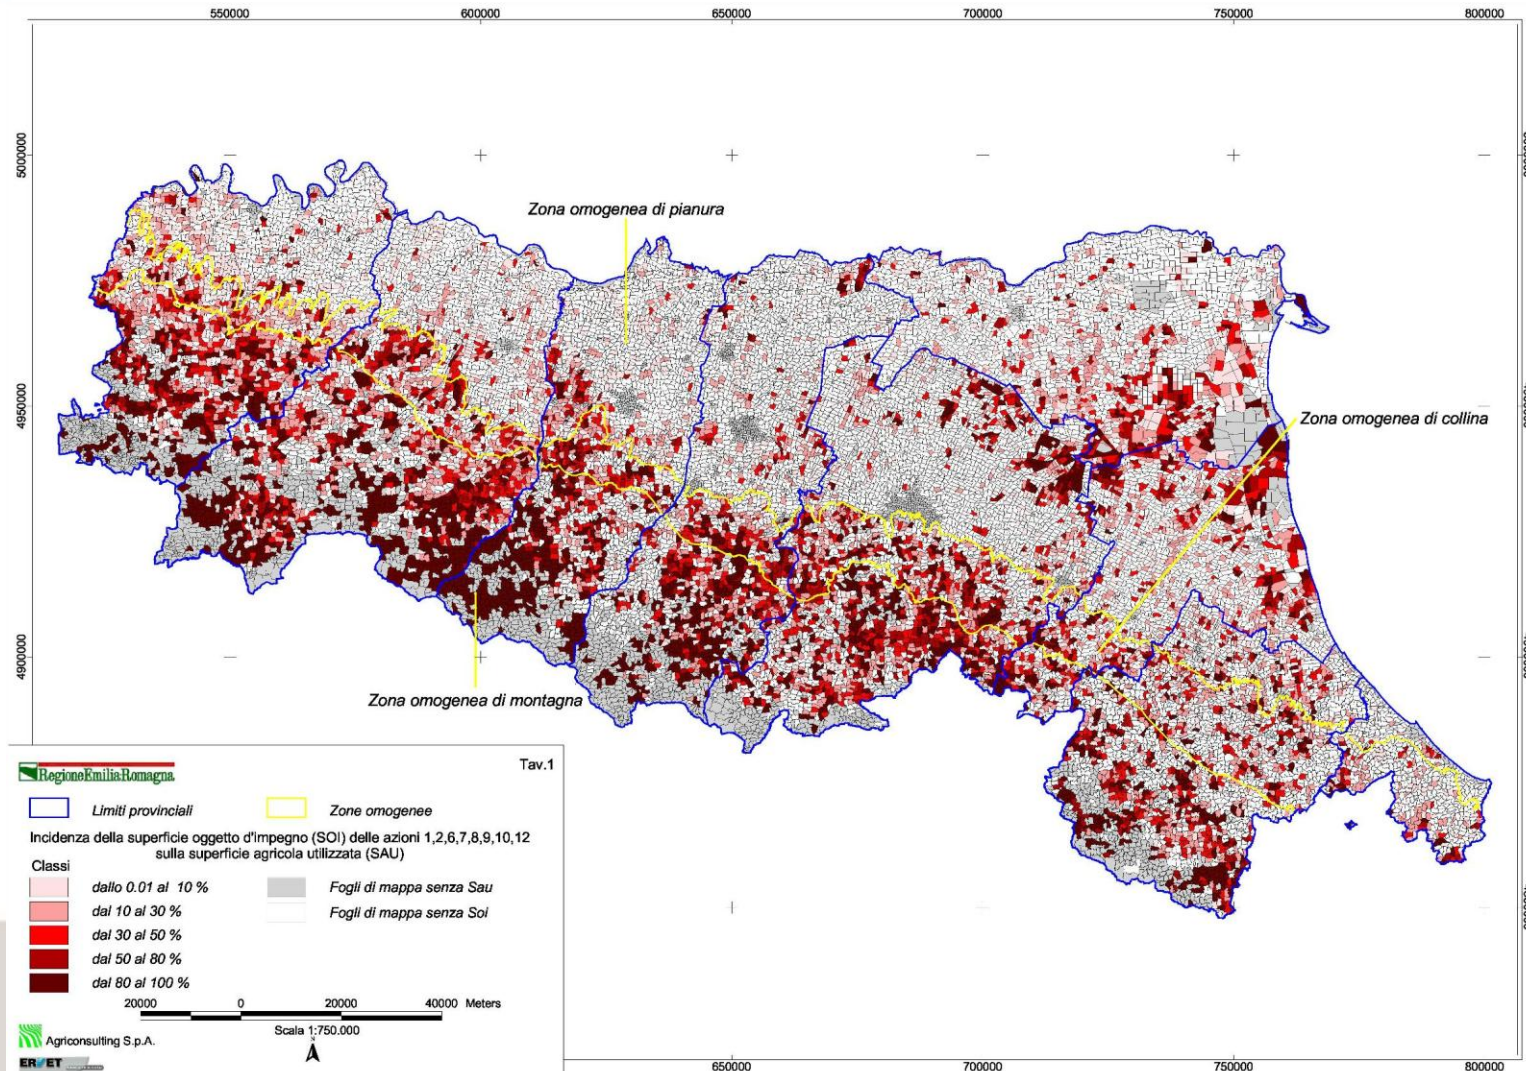 550000 600000 650000 700000 750000 800000
5000000
4950000
4900000
Zona omogenea di pianura
Zona omogenea di collina
Zona omogenea di montagna
Tav.1
RegioneEmilia-Romagna
Limiti provinciali
Zone omogenee
Incidenza della superficie oggetto d'impegno (SOI) delle azioni 1,2,6,7,8,9,10,12
sulla superficie agricola utilizzata (SAU)
Classi
dallo 0.01 al 10 %
dal 10 al 30 %
dal 30 al 50 %
dal 50 al 80 %
dal 80 al 100 %
Fogli di mappa senza Sau
Fogli di mappa senza Soi
20000 0 20000 40000 Meters
Scala 1:750.000
N
Agriconsulting S.p.A.
ERVET
650000 700000 750000 800000